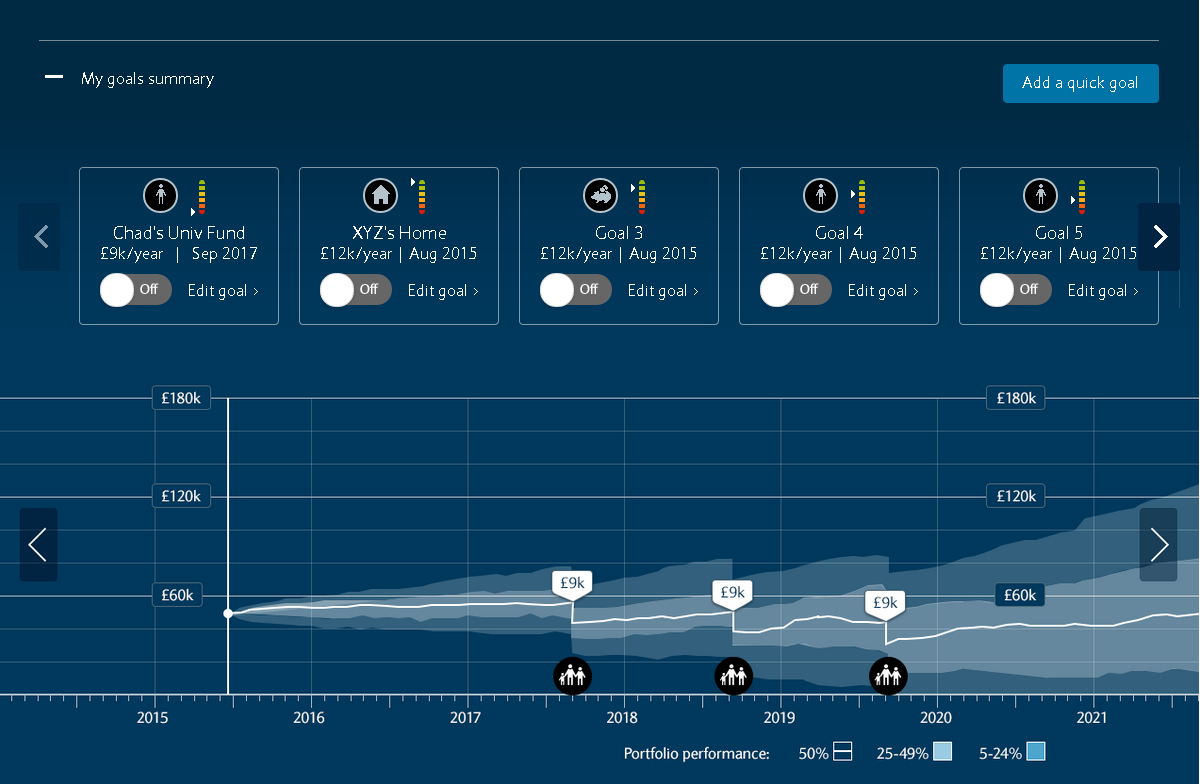 My goals summary
Add a quick goal
Chad's Univ Fund
£9k/year | Sep 2017
Off Edit goal ›
XYZ's Home
£12k/year | Aug 2015
Off Edit goal ›
Goal 3
£12k/year | Aug 2015
Off Edit goal ›
Goal 4
£12k/year | Aug 2015
Off Edit goal ›
Goal 5
£12k/year | Aug 2015
Off Edit goal ›
£180k £180k
£120k £120k
£9k
£9k
£60k £60k
£9k
2015 2016 2017 2018 2019 2020 2021
Portfolio performance: 50% 25-49% 5-24%